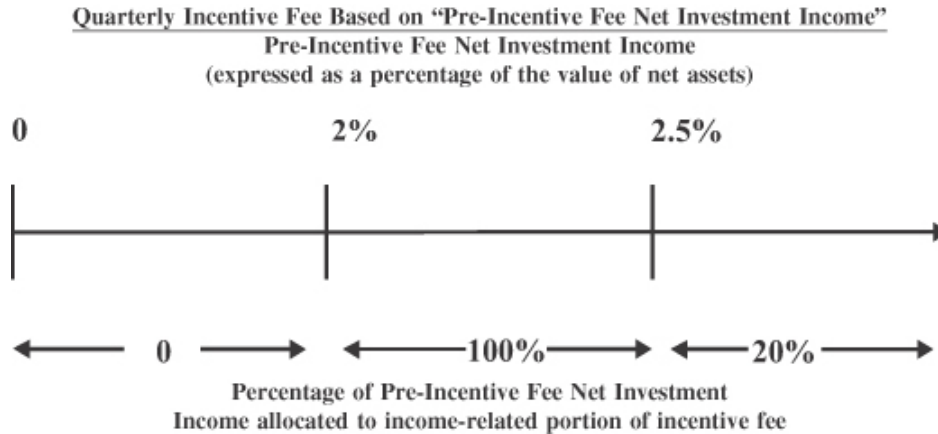 Quarterly Incentive Fee Based on “Pre-Incentive Fee Net Investment Income”
Pre-Incentive Fee Net Investment Income
(expressed as a percentage of the value of net assets)
0 2% 2.5%
0 100% 20%
Percentage of Pre-Incentive Fee Net Investment
Income allocated to income-related portion of incentive fee